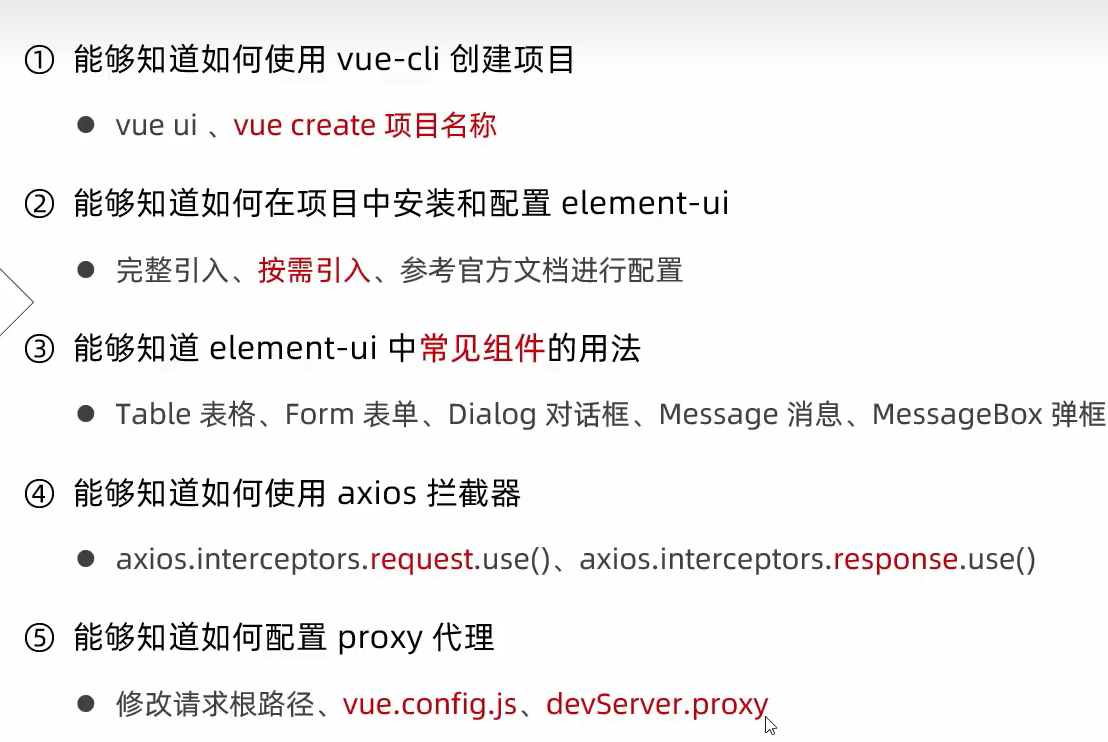 ① 能够知道如何使用 vue-cli 创建项目
● vue ui 、vue create 项目名称
② 能够知道如何在项目中安装和配置 element-ui
● 完整引入、按需引入、参考官方文档进行配置
③ 能够知道 element-ui 中常见组件的用法
● Table 表格、Form 表单、Dialog 对话框、Message 消息、MessageBox 弹框
④ 能够知道如何使用 axios 拦截器
● axios.interceptors.request.use()、axios.interceptors.response.use()
⑤ 能够知道如何配置 proxy 代理
● 修改请求根路径、vue.config.js、devServer.proxy